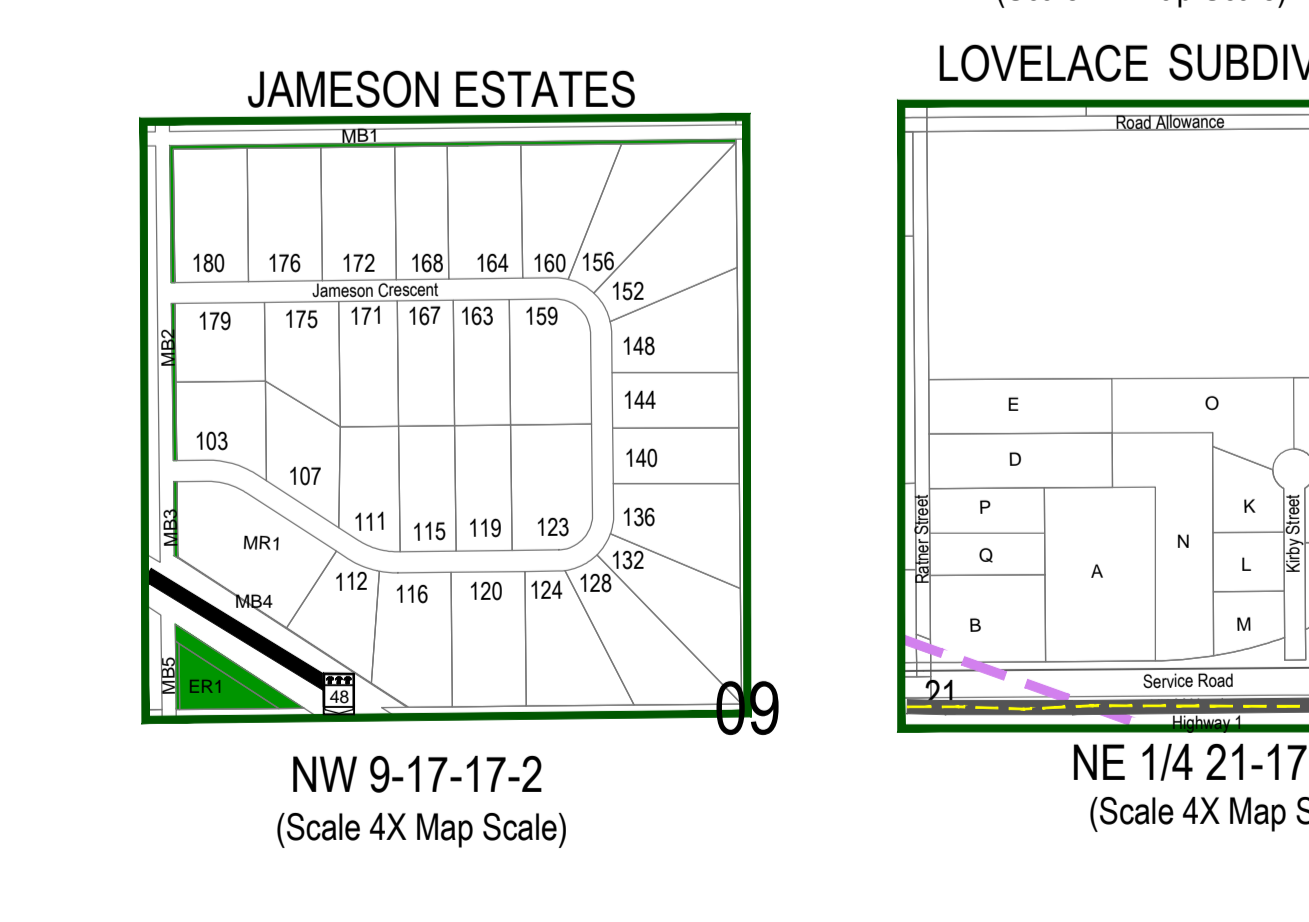 JAMESON ESTATES
MB1
180 176 172 168 164 160 156
152
Jameson Crescent
179 175 171 167 163 159
MB2
148
144
103
140
107
111 115 119 123
136
MB3
MR1
132
112 116 120 124 128
MB4
MB5
ER1
48
09
NW 9-17-17-2
(Scale 4X Map Scale)
LOVELACE SUBDIV
Road Allowance
E
O
D
P
K
Ratner Street
Kirby Street
N
Q
L
A
B
M
Service Road
21
Highway 1
NE 1/4 21-17
(Scale 4X Map S